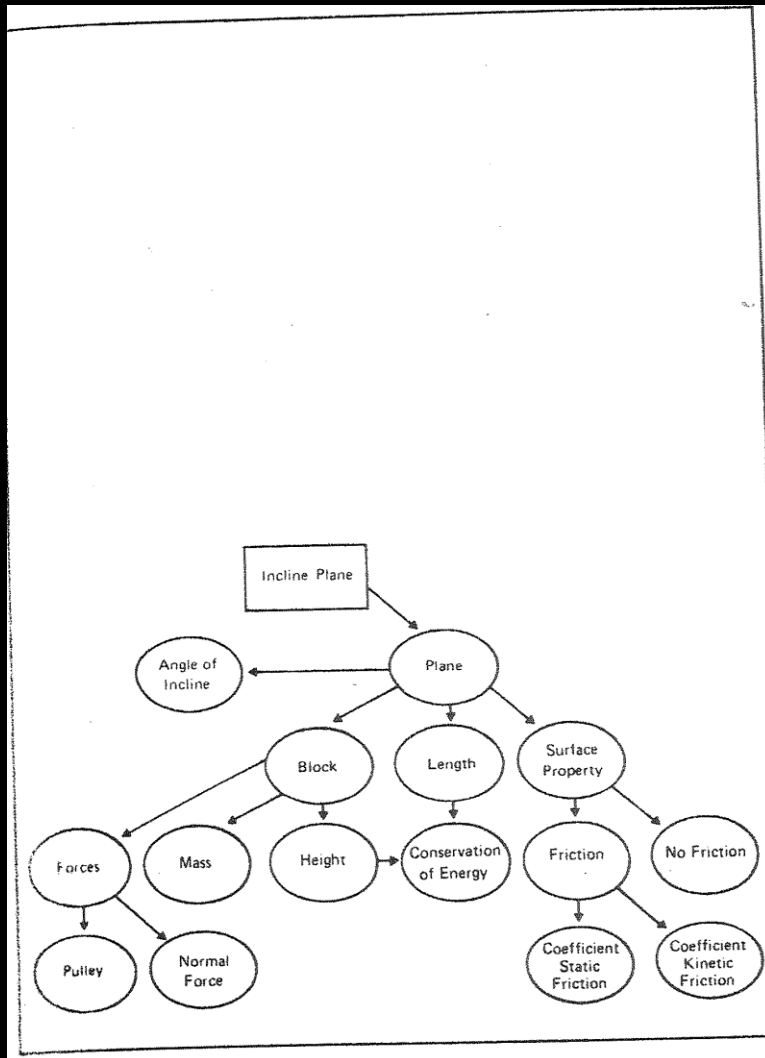 Incline Plane
Angle of
Incline
Plane
Block
Length
Surface
Property
Forces
Mass
Height
Conservation
of Energy
Friction
No Friction
Pulley
Normal
Force
Coefficient
Static
Friction
Coefficient
Kinetic
Friction